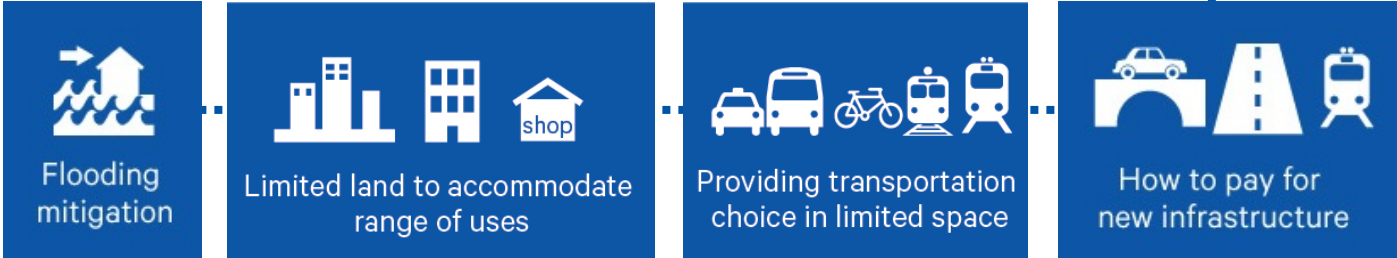 Flooding
mitigation
shop
Limited land to accommodate
range of uses
Providing transportation
choice in limited space
How to pay for
new infrastructure